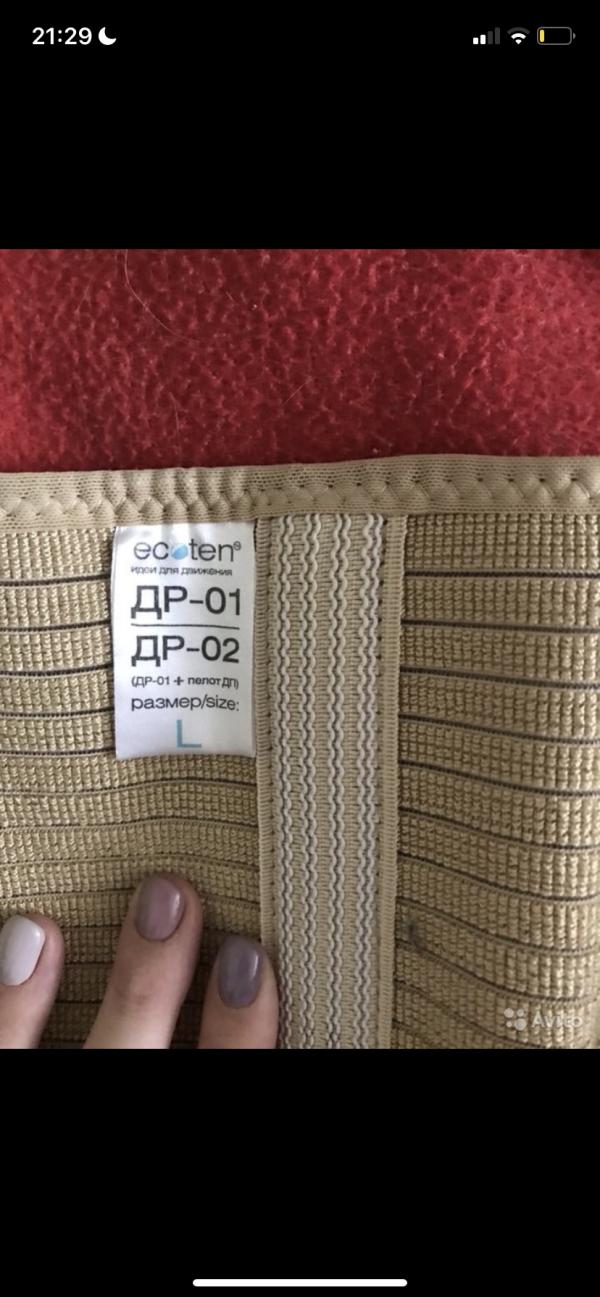 21:29
ecoten®
идеи для движения
ДР-01
ДР-02
(ДР-01 + пелот ДП)
размер/size:
L
Avito